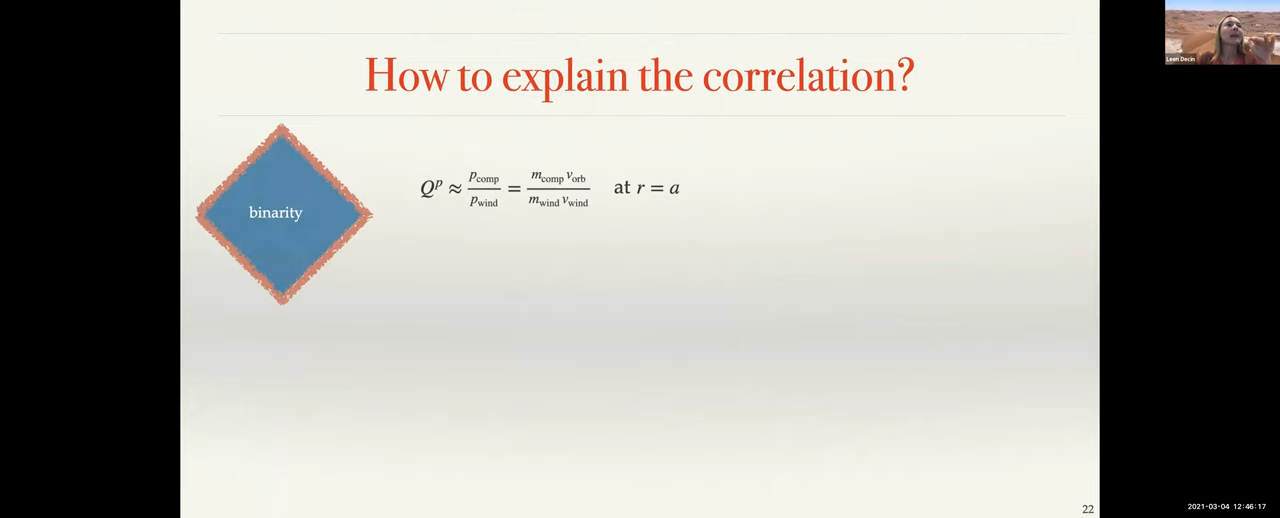 How to explain the correlation?
binarity
Q^p ≈ p_comp / p_wind = m_comp v_orb / m_wind v_wind at r = a
22
Leen Decin
2021-03-04 12:46:17